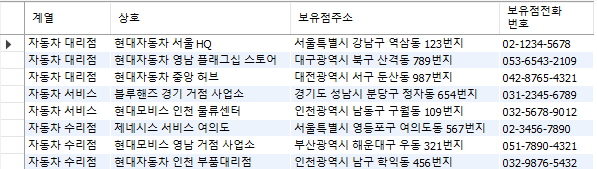 계열 상호 보유점주소 보유점전화
번호
자동차 대리점 현대자동차 서울 HQ 서울특별시 강남구 역삼동 123번지 02-1234-5678
자동차 대리점 현대자동차 영남 플래그십 스토어 대구광역시 북구 산격동 789번지 053-6543-2109
자동차 대리점 현대자동차 중앙 허브 대전광역시 서구 둔산동 987번지 042-8765-4321
자동차 서비스 블루핸즈 경기 거점 사업소 경기도 성남시 분당구 정자동 654번지 031-2345-6789
자동차 서비스 현대모비스 인천 물류센터 인천광역시 남동구 구월동 109번지 032-5678-9012
자동차 수리점 제네시스 서비스 여의도 서울특별시 영등포구 여의도동 567번지 02-3456-7890
자동차 수리점 현대모비스 영남 거점 사업소 부산광역시 해운대구 우동 321번지 051-7890-4321
자동차 수리점 현대자동차 인천 부품대리점 인천광역시 남구 학익동 456번지 032-9876-5432